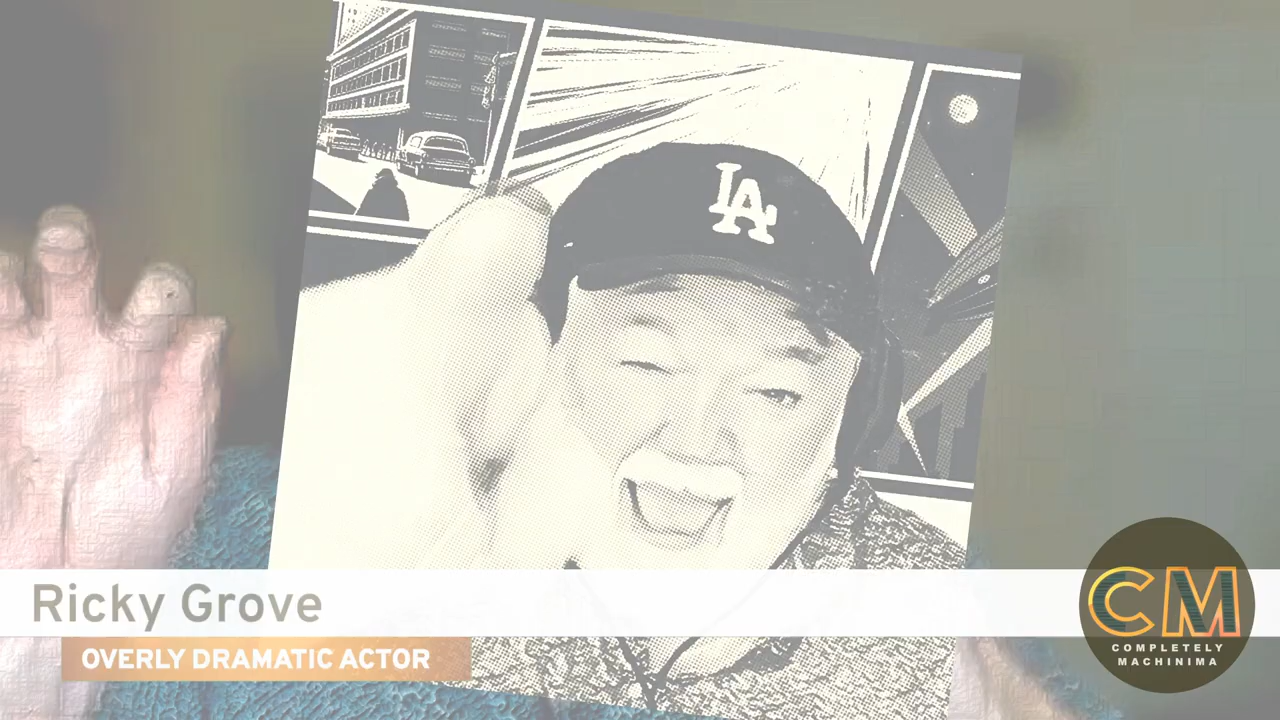 LA
Ricky Grove
OVERLY DRAMATIC ACTOR
CM
COMPLETELY
MACHINIMA